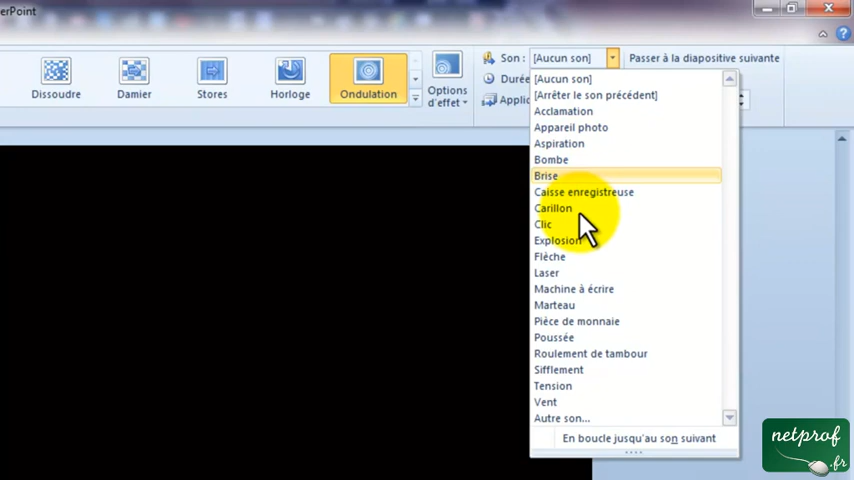 erPoint
Son : [Aucun son] Passer à la diapositive suivante
Dissoudre Damier Stores Horloge Ondulation Options d'effet
Durée
Appli
[Aucun son]
[Arrêter le son précédent]
Acclamation
Appareil photo
Aspiration
Bombe
Brise
Caisse enregistreuse
Carillon
Clic
Explosion
Flèche
Laser
Machine à écrire
Marteau
Pièce de monnaie
Poussée
Roulement de tambour
Sifflement
Tension
Vent
Autre son...
En boucle jusqu'au son suivant
netprof
.fr